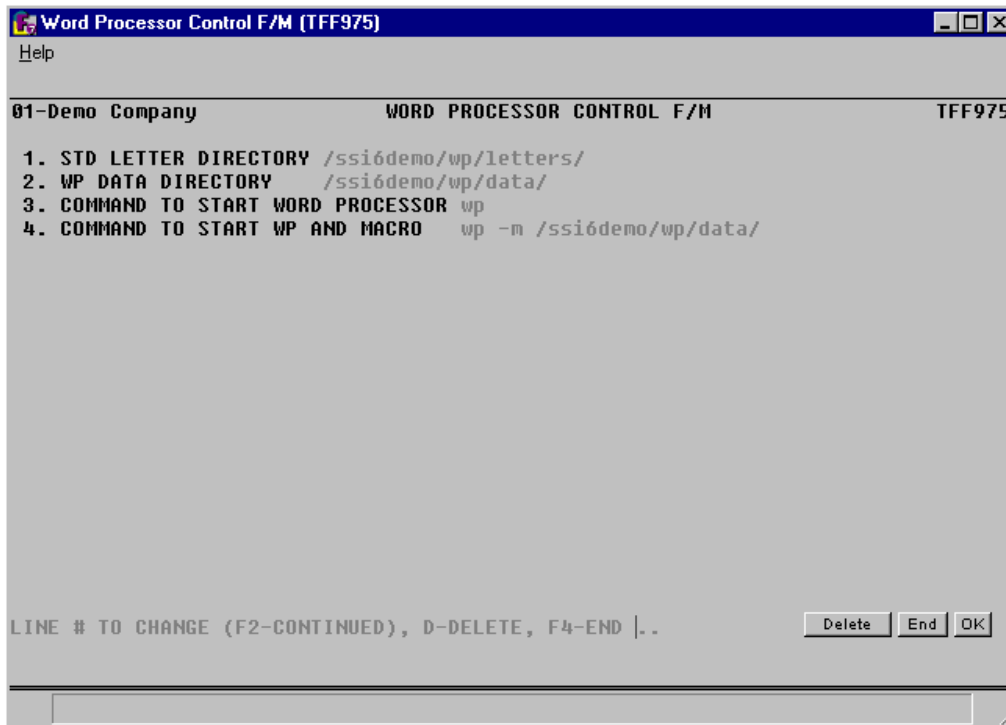 Word Processor Control F/M (TFF975)
Help
01-Demo Company WORD PROCESSOR CONTROL F/M TFF975
1. STD LETTER DIRECTORY /ssi6demo/wp/letters/
2. WP DATA DIRECTORY /ssi6demo/wp/data/
3. COMMAND TO START WORD PROCESSOR wp
4. COMMAND TO START WP AND MACRO wp -m /ssi6demo/wp/data/
LINE # TO CHANGE (F2-CONTINUED), D-DELETE, F4-END .. Delete End OK